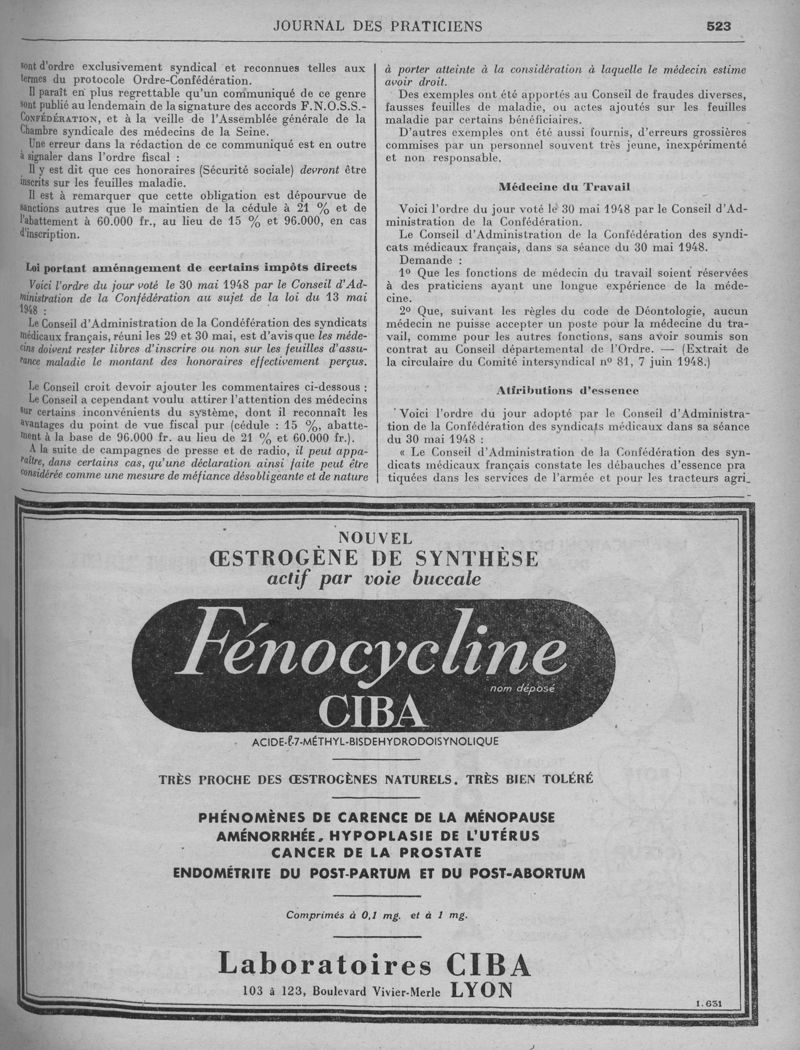 JOURNAL DES PRATICIENS 523
sont d'ordre exclusivement syndical et reconnues telles aux
termes du protocole Ordre-Confédération.
Il paraît en plus regrettable qu'un communiqué de ce genre
sont publié au lendemain de la signature des accords F.N.O.S.S.-
CONFÉDÉRATION, et à la veille de l'Assemblée générale de la
Chambre syndicale des médecins de la Seine.
Une erreur dans la rédaction de ce communiqué est en outre
à signaler dans l'ordre fiscal :
Il y est dit que ces honoraires (Sécurité sociale) devront être
inscrits sur les feuilles maladie.
Il est à remarquer que cette obligation est dépourvue de
sanctions autres que le maintien de la cédule à 21 % et de
l'abattement à 60.000 fr., au lieu de 15 % et 96.000, en cas
d'inscription.
Loi portant aménagement de certains impôts directs
Voici l'ordre du jour voté le 30 mai 1948 par le Conseil d'Ad-
ministration de la Confédération au sujet de la loi du 13 mai
1948 :
Le Conseil d'Administration de la Condéfération des syndicats
médicaux français, réuni les 29 et 30 mai, est d'avis que les méde-
cins doivent rester libres d'inscrire ou non sur les feuilles d'assu-
rance maladie le montant des honoraires effectivement perçus.
Le Conseil croit devoir ajouter les commentaires ci-dessous :
Le Conseil a cependant voulu attirer l'attention des médecins
sur certains inconvénients du système, dont il reconnaît les
avantages du point de vue fiscal pur (cédule : 15 %, abatte-
ment à la base de 96.000 fr. au lieu de 21 % et 60.000 fr.).
A la suite de campagnes de presse et de radio, il peut appa-
raître, dans certains cas, qu'une déclaration ainsi faite peut être
considérée comme une mesure de méfiance désobligeante et de nature
à porter atteinte à la considération à laquelle le médecin estime
avoir droit.
Des exemples ont été apportés au Conseil de fraudes diverses,
fausses feuilles de maladie, ou actes ajoutés sur les feuilles
maladie par certains bénéficiaires.
D'autres exemples ont été aussi fournis, d'erreurs grossières
commises par un personnel souvent très jeune, inexpérimenté
et non responsable.
Médecine du Travail
Voici l'ordre du jour voté le 30 mai 1948 par le Conseil d'Ad-
ministration de la Confédération.
Le Conseil d'Administration de la Confédération des syndi-
cats médicaux français, dans sa séance du 30 mai 1948.
Demande :
1º Que les fonctions de médecin du travail soient réservées
à des praticiens ayant une longue expérience de la méde-
cine.
2º Que, suivant les règles du code de Déontologie, aucun
médecin ne puisse accepter un poste pour la médecine du tra-
vail, comme pour les autres fonctions, sans avoir soumis son
contrat au Conseil départemental de l'Ordre. — (Extrait de
la circulaire du Comité intersyndical nº 81, 7 juin 1948.)
Attributions d'essence
Voici l'ordre du jour adopté par le Conseil d'Administra-
tion de la Confédération des syndicats médicaux dans sa séance
du 30 mai 1948 :
« Le Conseil d'Administration de la Confédération des syn-
dicats médicaux français constate les débauches d'essence pra
tiquées dans les services de l'armée et pour les tracteurs agri-
NOUVEL
ŒSTROGÈNE DE SYNTHÈSE
actif par voie buccale
Fénocycline
nom déposé
CIBA
ACIDE-ℓ-7-MÉTHYL-BISDEHYDRODOISYNOLIQUE
TRÈS PROCHE DES ŒSTROGÈNES NATURELS. TRÈS BIEN TOLÉRÉ
PHÉNOMÈNES DE CARENCE DE LA MÉNOPAUSE
AMÉNORRHÉE, HYPOPLASIE DE L'UTÉRUS
CANCER DE LA PROSTATE
ENDOMÉTRITE DU POST-PARTUM ET DU POST-ABORTUM
Comprimés à 0,1 mg. et à 1 mg.
Laboratoires CIBA
103 à 123, Boulevard Vivier-Merle LYON
1.631